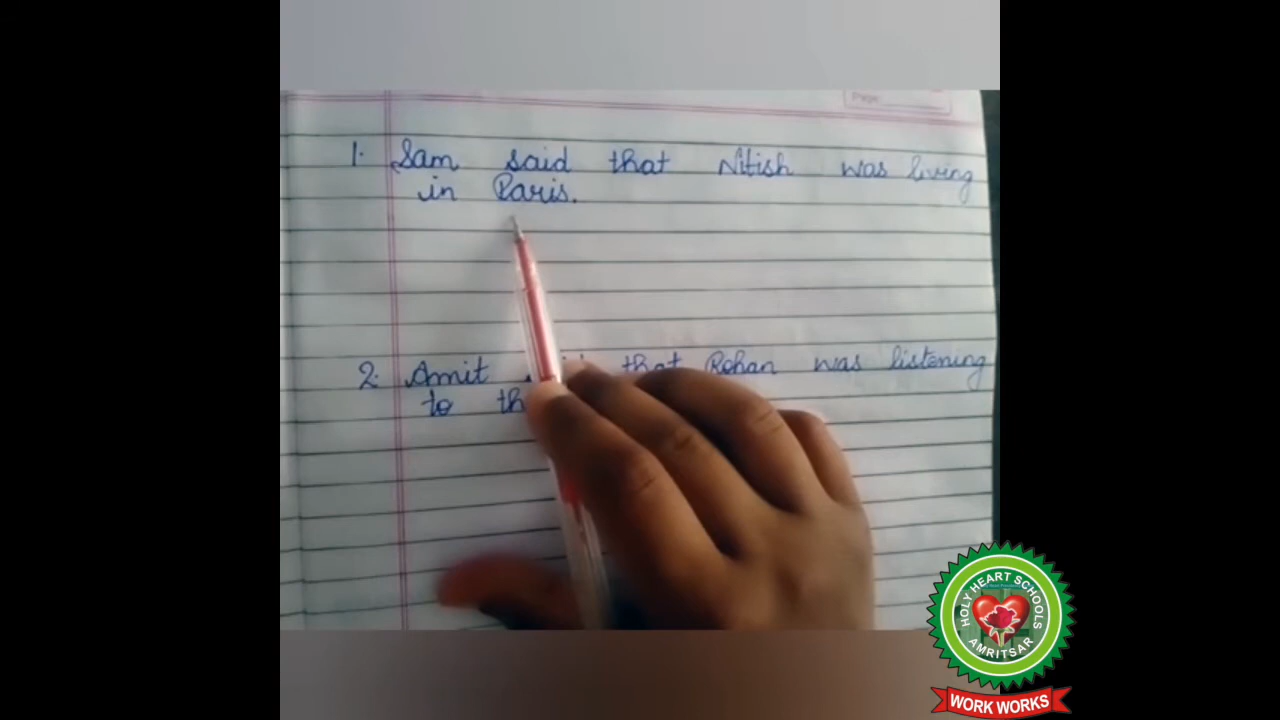 Page:
1. Sam said that Nitish was living
in Paris.
2. Amit that Rohan was listening
to
HOLY HEART SCHOOLS
AMRITSAR
WORK WORKS